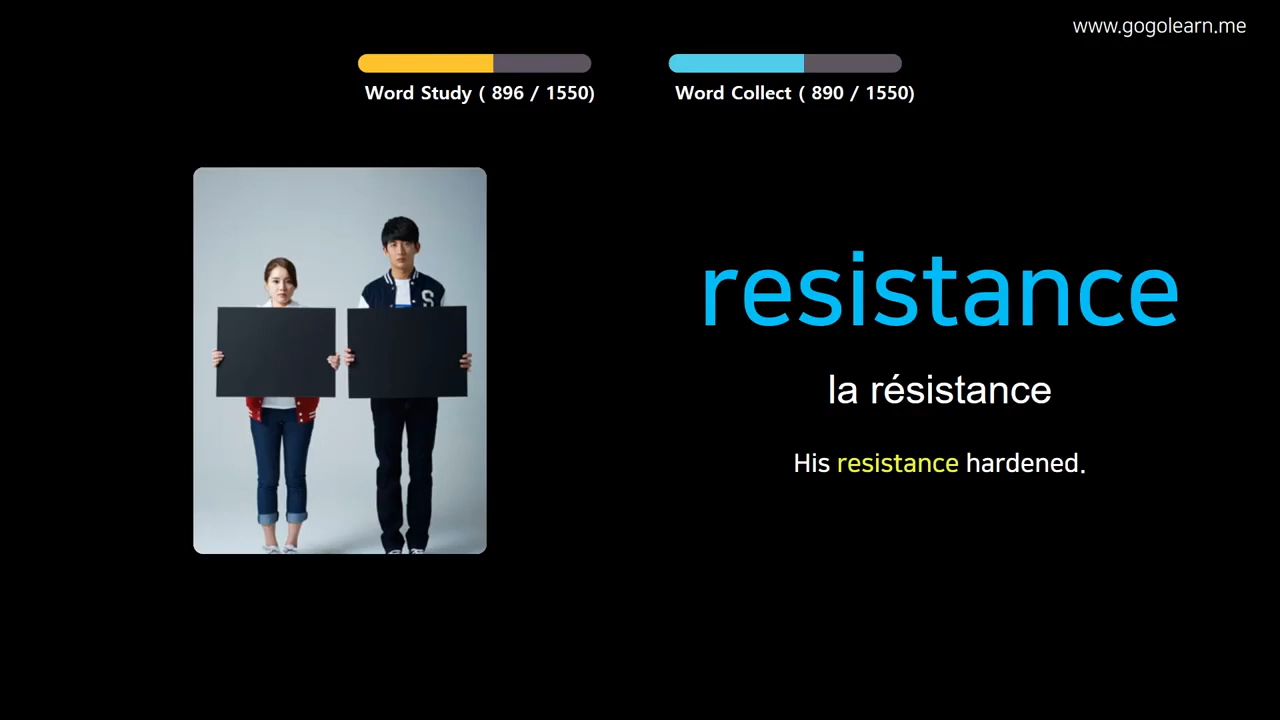 www.gogolearn.me
Word Study ( 896 / 1550)
Word Collect ( 890 / 1550)
S
resistance
la résistance
His resistance hardened.